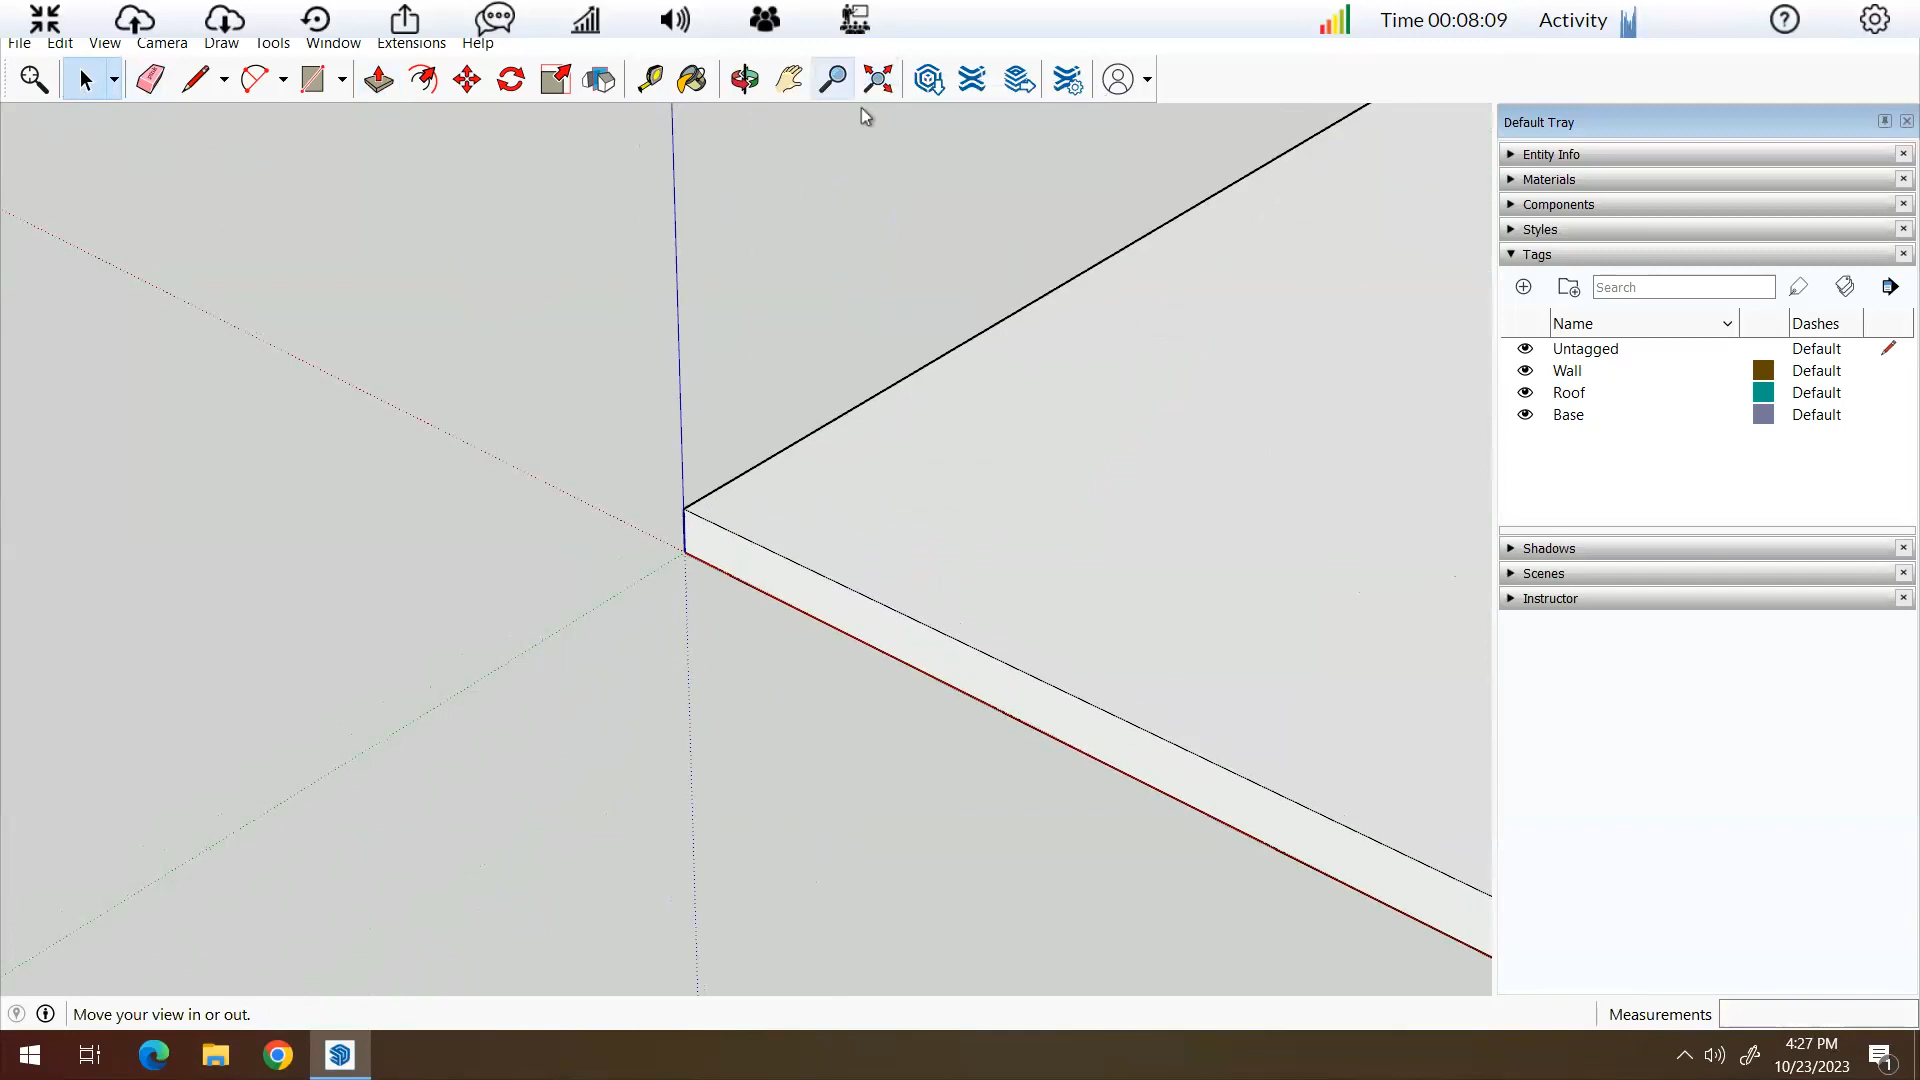 Time 00:08:09 Activity
File Edit View Camera Draw Tools Window Extensions Help
Default Tray
Entity Info
Materials
Components
Styles
Tags
Search
Name Dashes
Untagged Default
Wall Default
Roof Default
Base Default
Shadows
Scenes
Instructor
Move your view in or out.
Measurements
4:27 PM
10/23/2023
1